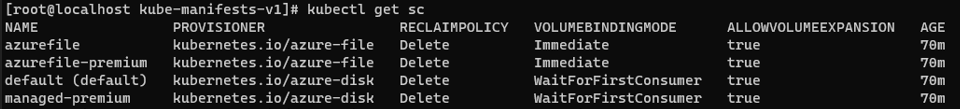 [root@localhost kube-manifests-v1]# kubectl get sc
NAME PROVISIONER RECLAIMPOLICY VOLUMEBINDINGMODE ALLOWVOLUMEEXPANSION AGE
azurefile kubernetes.io/azure-file Delete Immediate true 70m
azurefile-premium kubernetes.io/azure-file Delete Immediate true 70m
default (default) kubernetes.io/azure-disk Delete WaitForFirstConsumer true 70m
managed-premium kubernetes.io/azure-disk Delete WaitForFirstConsumer true 70m